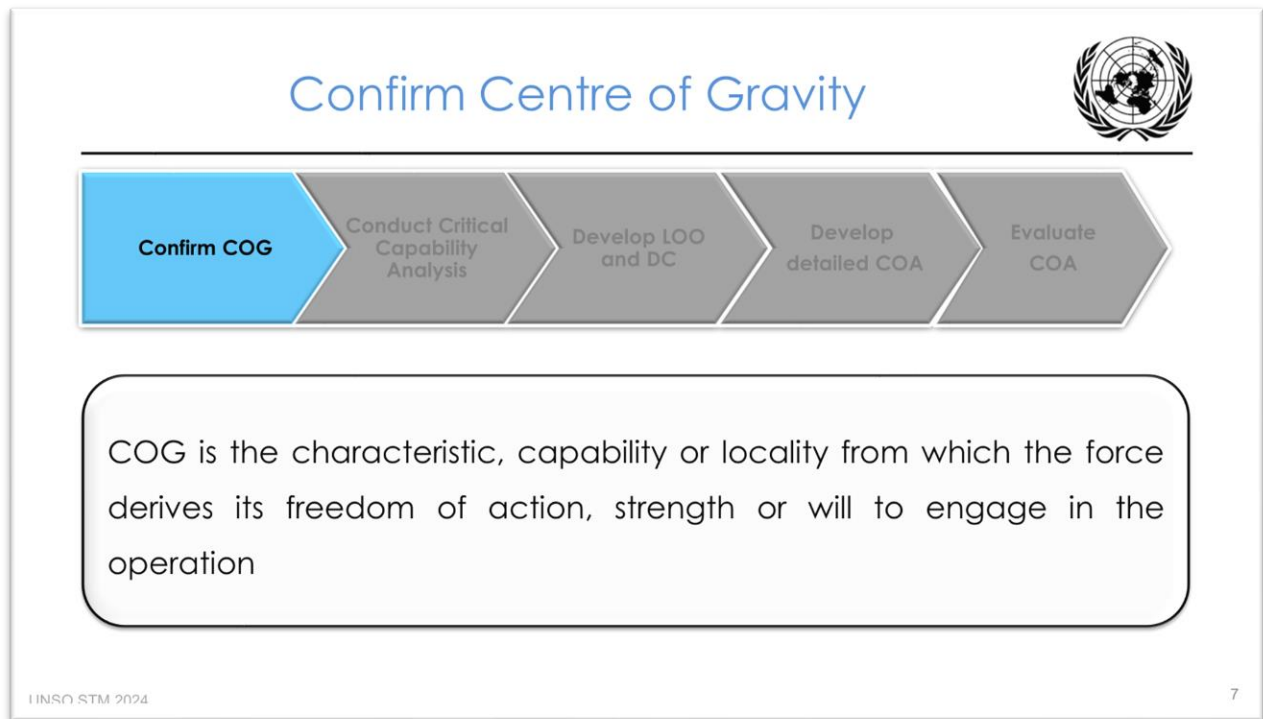 Confirm Centre of Gravity
Confirm COG
Conduct Critical
Capability
Analysis
Develop LOO
and DC
Develop
detailed COA
Evaluate
COA
COG is the characteristic, capability or locality from which the force
derives its freedom of action, strength or will to engage in the
operation
UNSO STM 2024
7